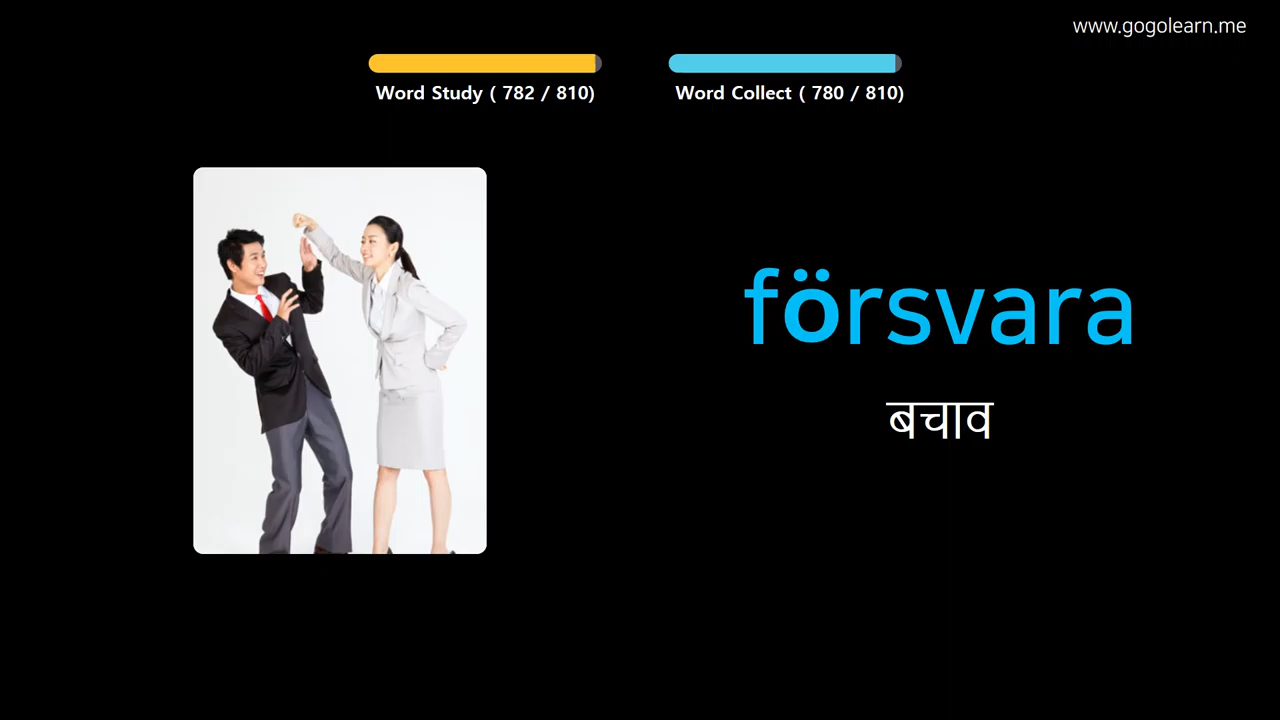 www.gogolearn.me
Word Study ( 782 / 810)
Word Collect ( 780 / 810)
försvara
बचाव